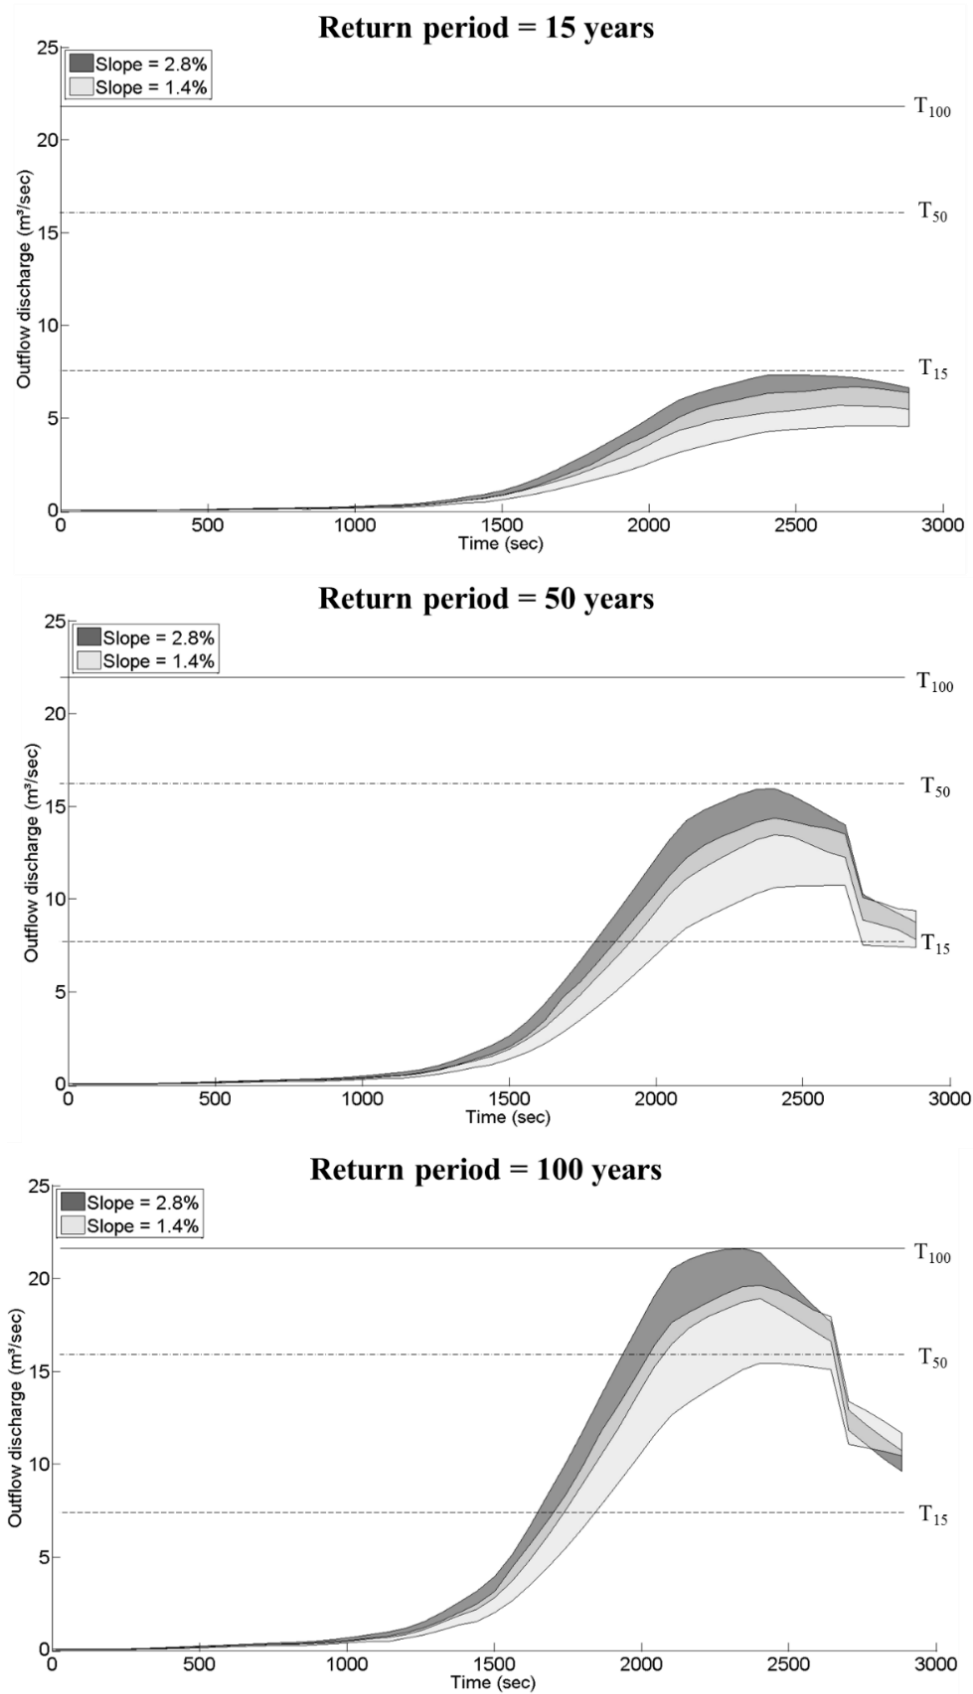 Return period = 15 years
25
Slope = 2.8%
Slope = 1.4%
T100
20
T50
15
Outflow discharge (m³/sec)
10
T15
5
0
0 500 1000 1500 2000 2500 3000
Time (sec)
Return period = 50 years
25
Slope = 2.8%
Slope = 1.4%
T100
20
T50
15
Outflow discharge (m³/sec)
10
T15
5
0
0 500 1000 1500 2000 2500 3000
Time (sec)
Return period = 100 years
25
Slope = 2.8%
Slope = 1.4%
T100
20
T50
15
Outflow discharge (m³/sec)
10
T15
5
0
0 500 1000 1500 2000 2500 3000
Time (sec)